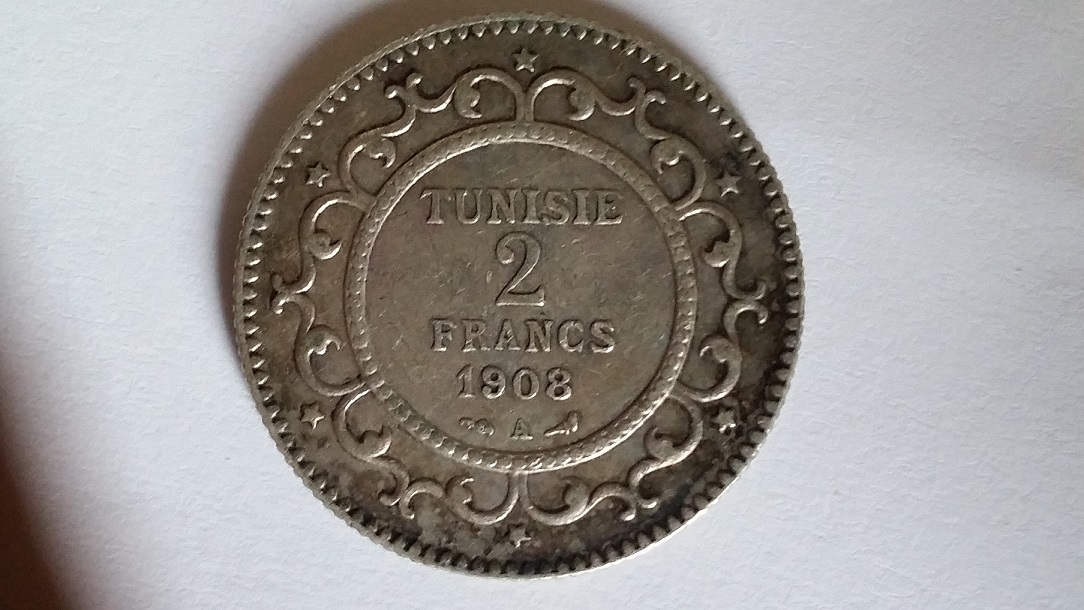 TUNISIE
2
FRANCS
1908
A